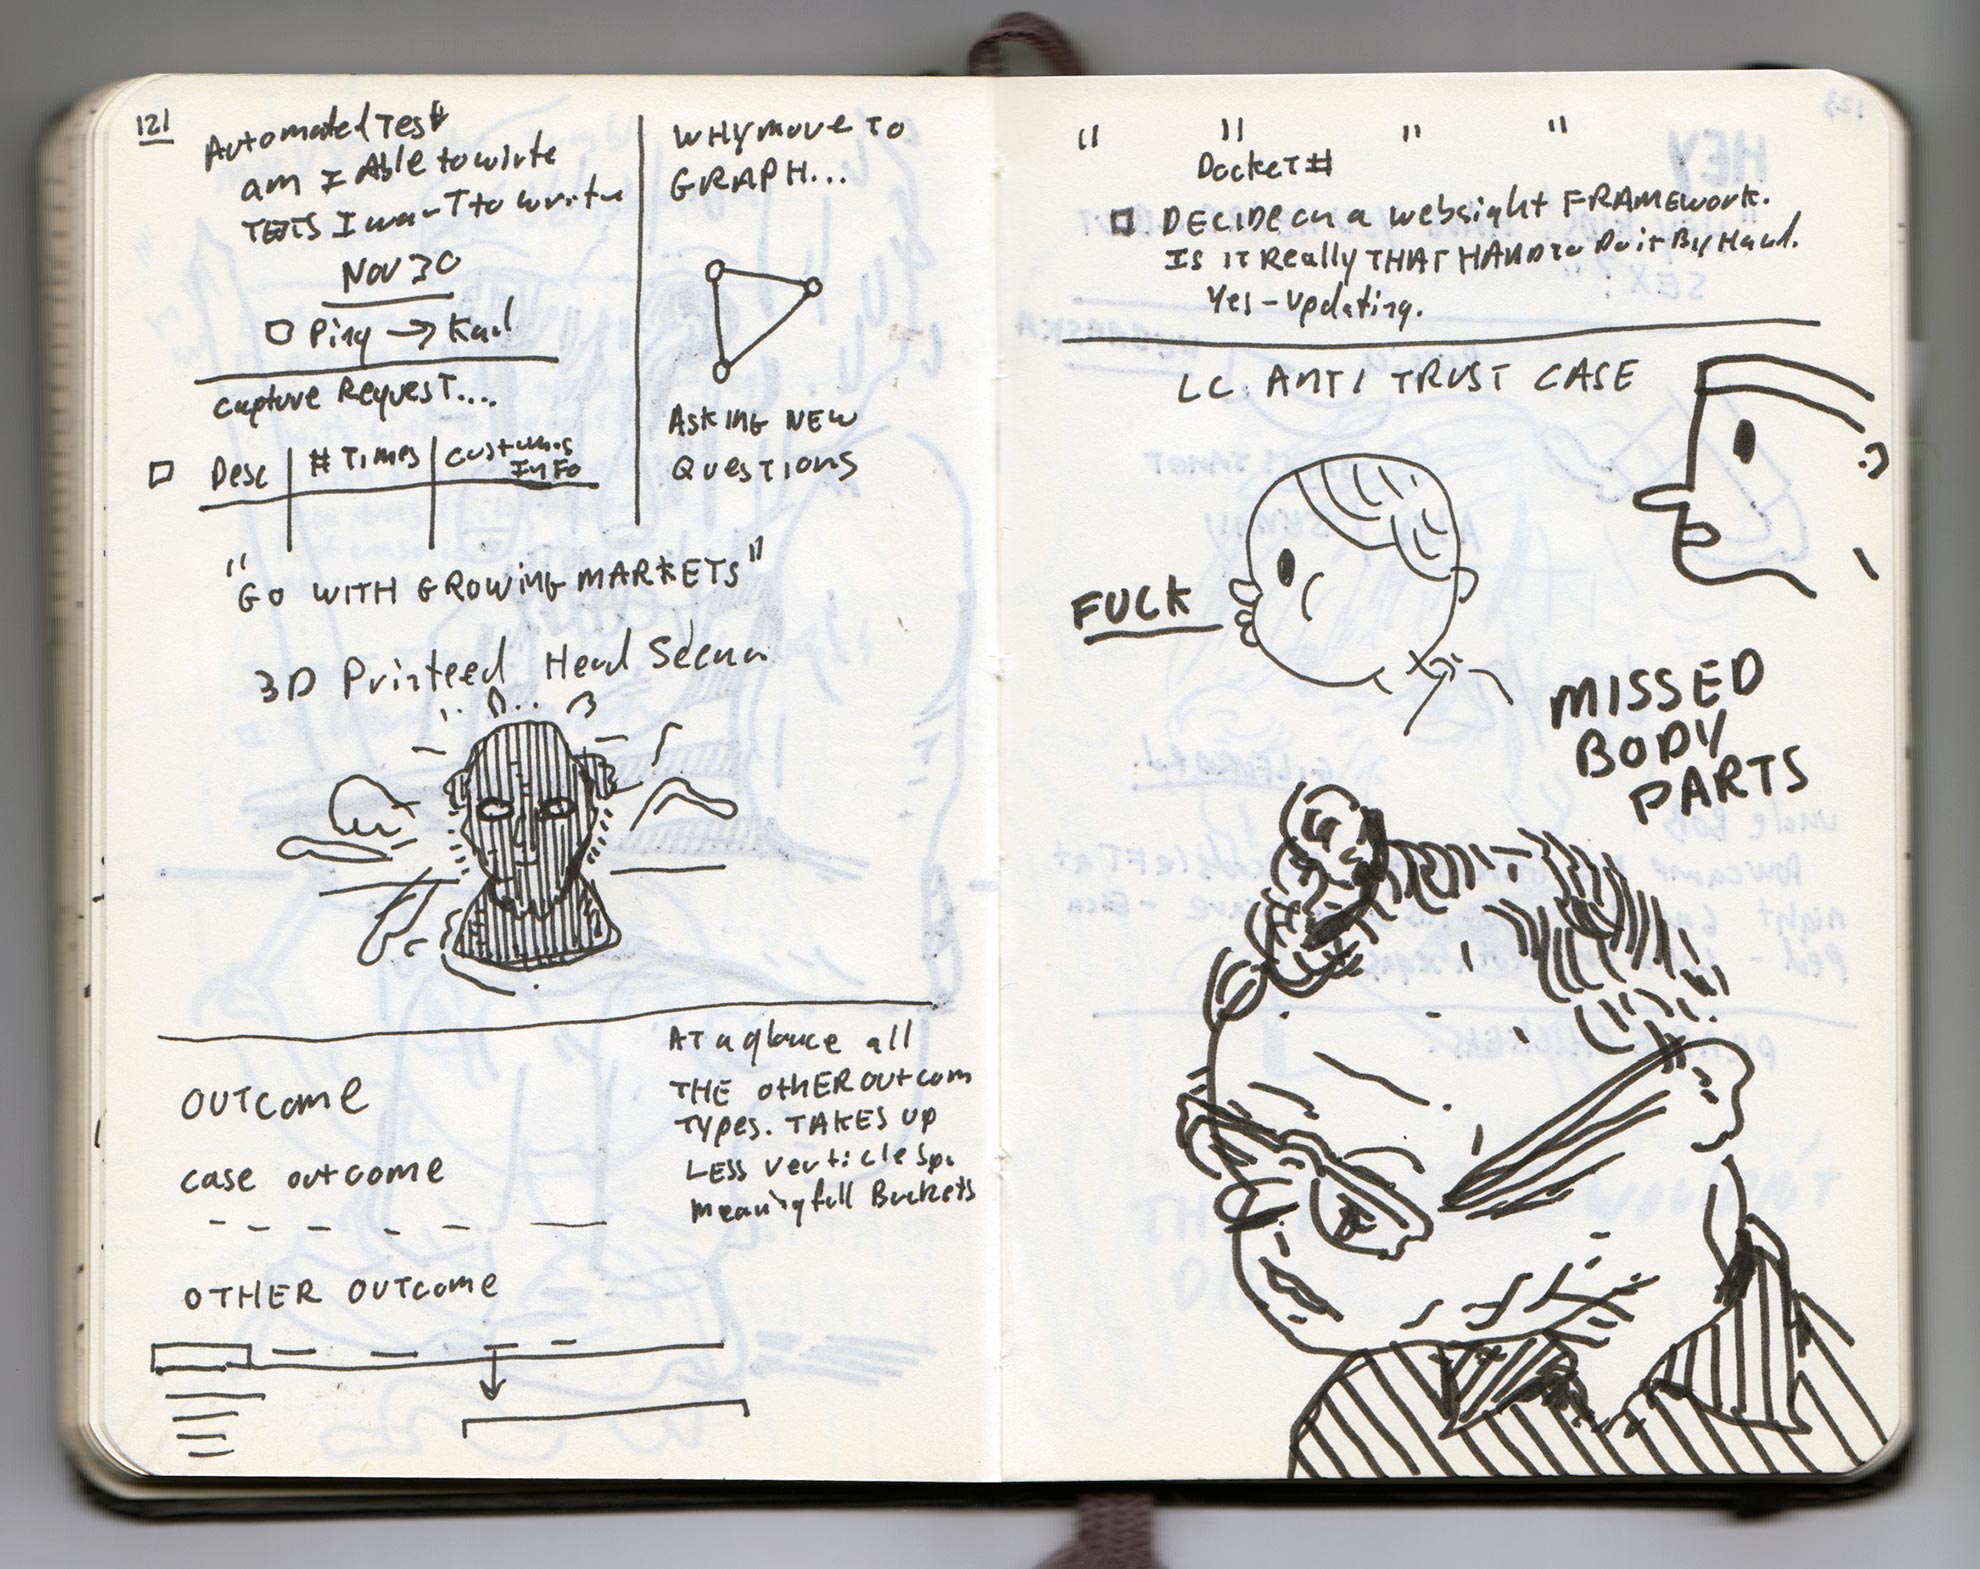 121
Automated Test
am I Able to wirte
TESTS I want to write
Nov 30
Ping → Karl
Capture Request....
Desc | # Times | customers
Info
WHY move TO
GRAPH...
Asking NEW
Questions
"GO WITH GROWING MARKETS"
3D Printeed Head
OUTCOME
case outcome
OTHER OUTCOME
AT a glance all
THE OTHER OUTCOM
Types. TAKES up
LESS verticle Sp.
meaningfull Buckets
" " " "
Docket #
DECIDE on a websight FRAMEWORK.
Is IT Really THAT HARD to Do it By Hand.
Yes - updating.
LC ANTI TRUST CASE
FUCK
MISSED
BODY
PARTS